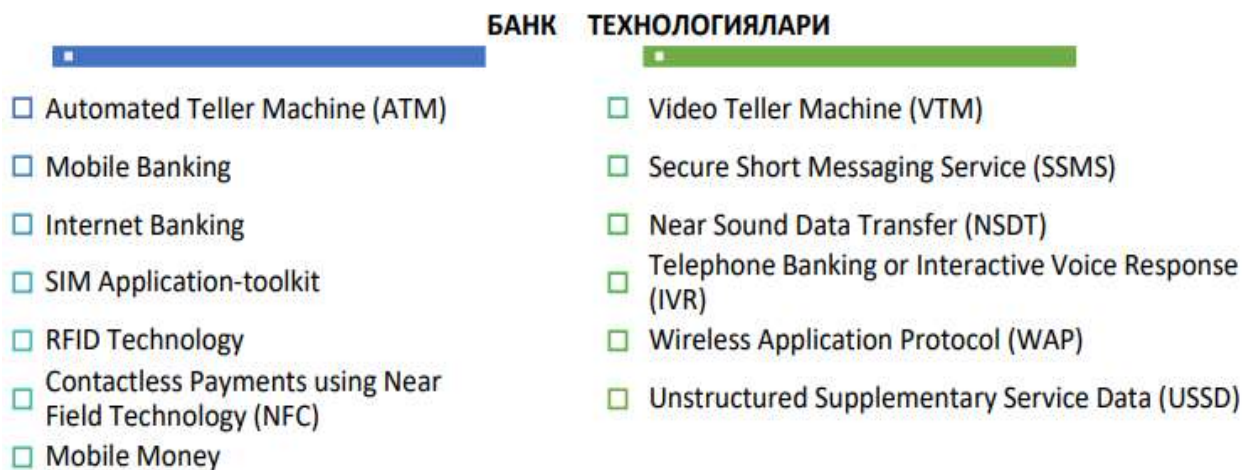 БАНК ТЕХНОЛОГИЯЛАРИ
Automated Teller Machine (ATM)
Mobile Banking
Internet Banking
SIM Application-toolkit
RFID Technology
Contactless Payments using Near
Field Technology (NFC)
Mobile Money
Video Teller Machine (VTM)
Secure Short Messaging Service (SSMS)
Near Sound Data Transfer (NSDT)
Telephone Banking or Interactive Voice Response
(IVR)
Wireless Application Protocol (WAP)
Unstructured Supplementary Service Data (USSD)